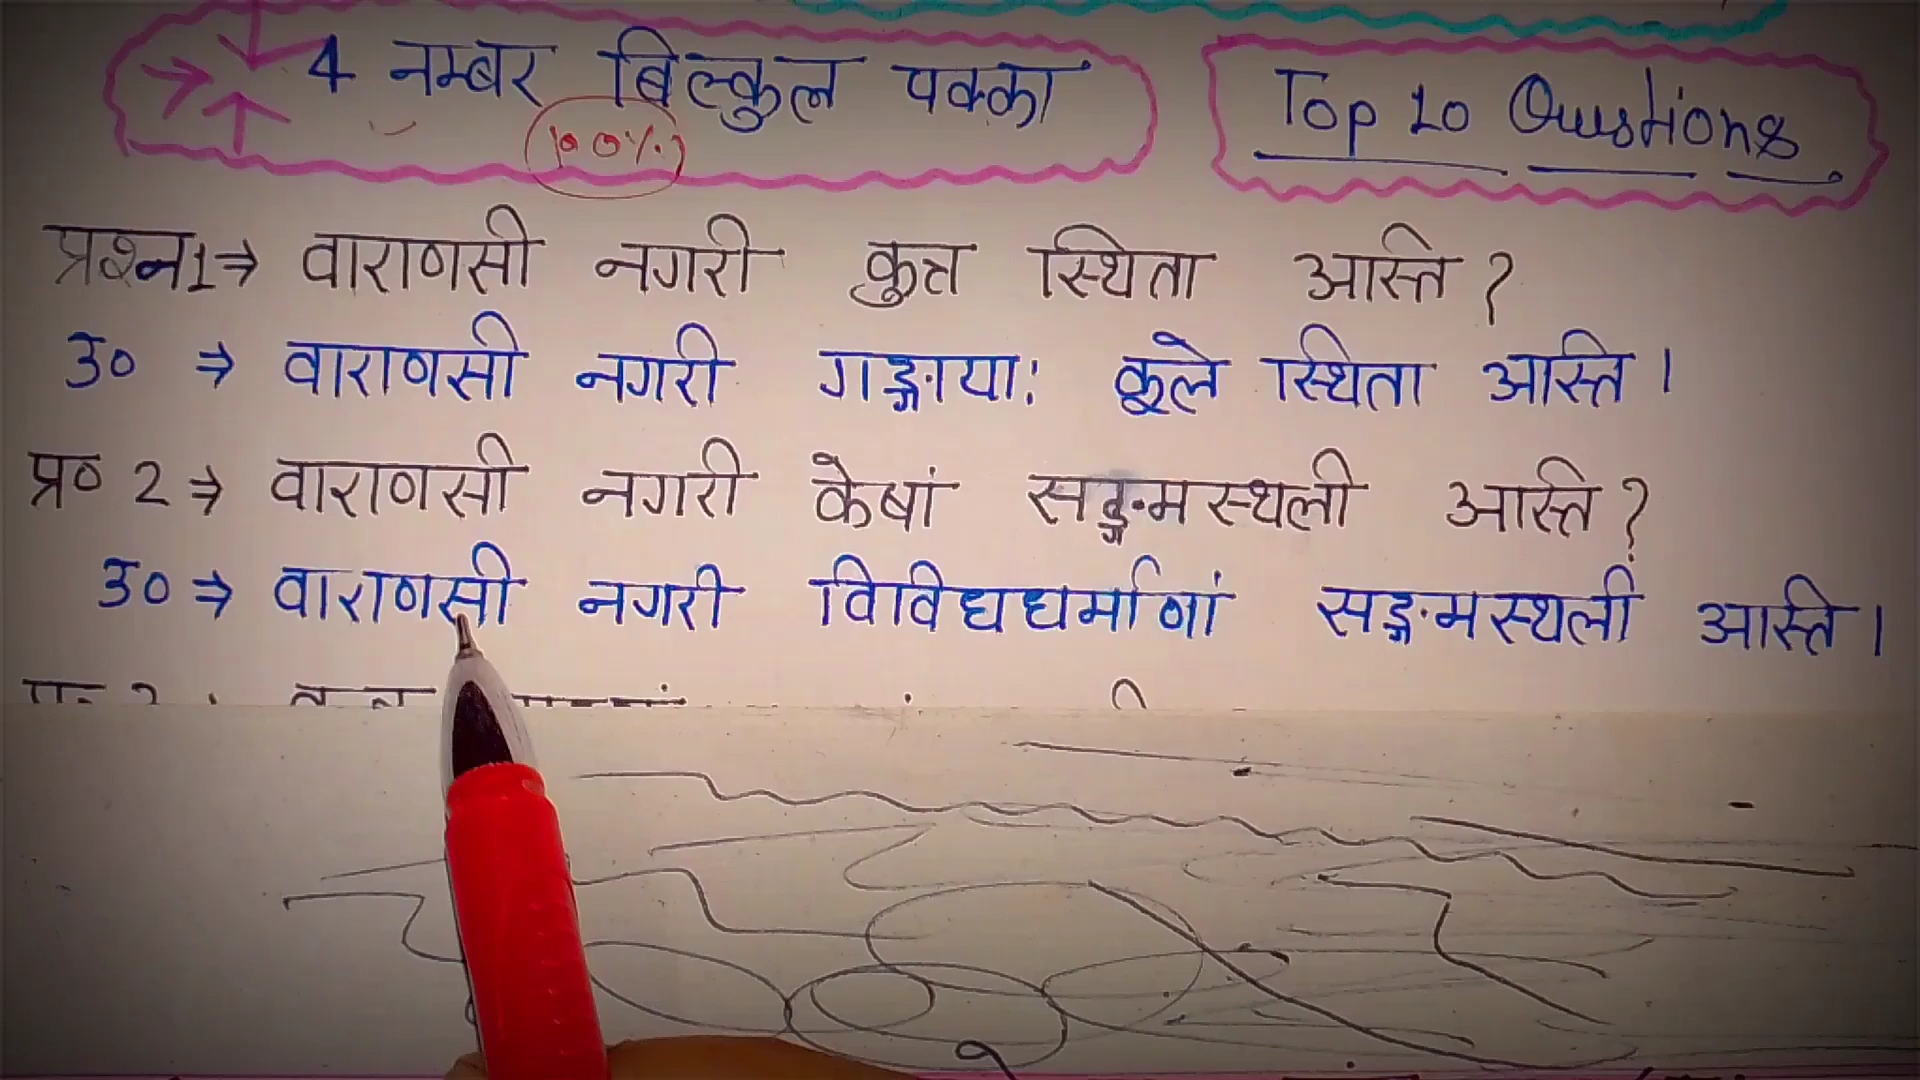 4 नम्बर बिल्कुल पक्का
100%
Top 10 Questions
प्रश्न1⇒ वाराणसी नगरी कुत्र स्थिता अस्ति ?
उ० ⇒ वाराणसी नगरी गङ्गायाः कूले स्थिता अस्ति ।
प्र० 2⇒ वाराणसी नगरी केषां सङ्गमस्थली अस्ति ?
उ० ⇒ वाराणसी नगरी विविधधर्माणां सङ्गमस्थली अस्ति ।